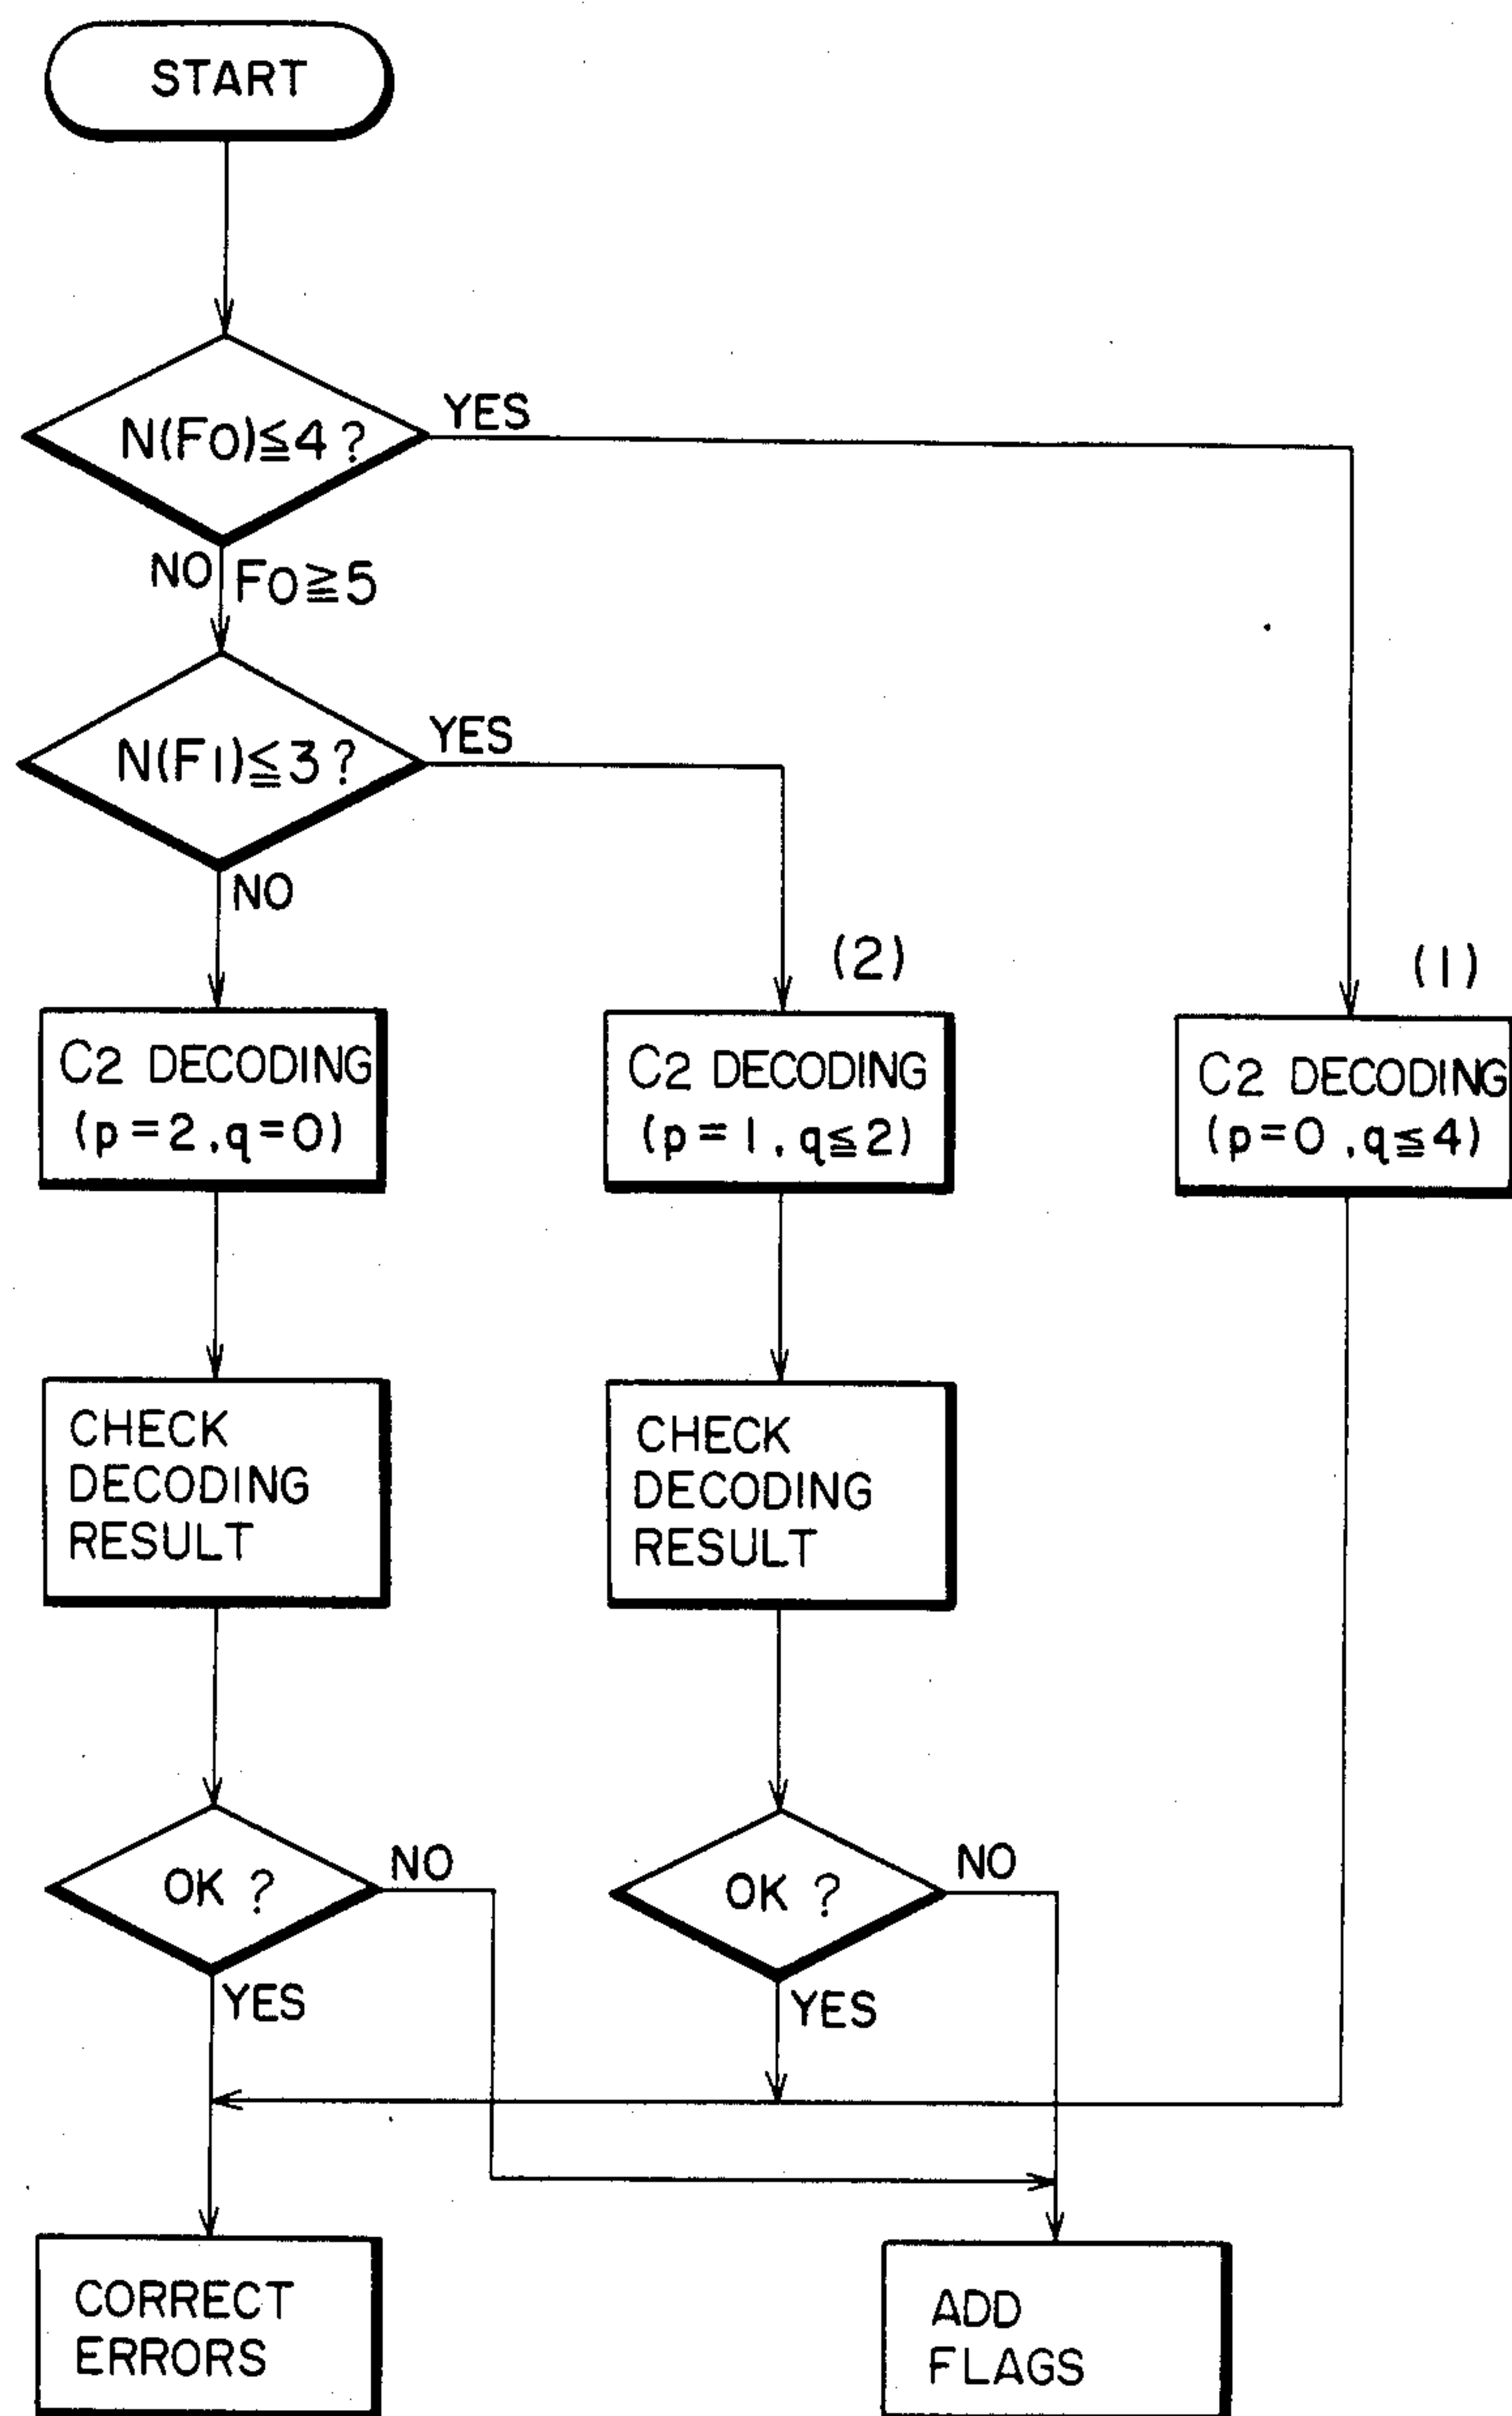 START
N(F0)≦4?
YES
NO
F0≧5
N(F1)≦3?
YES
NO
(2)
(1)
C2 DECODING
(p=2,q=0)
C2 DECODING
(p=1,q≦2)
C2 DECODING
(p=0,q≦4)
CHECK
DECODING
RESULT
CHECK
DECODING
RESULT
OK?
NO
YES
OK?
NO
YES
CORRECT
ERRORS
ADD
FLAGS